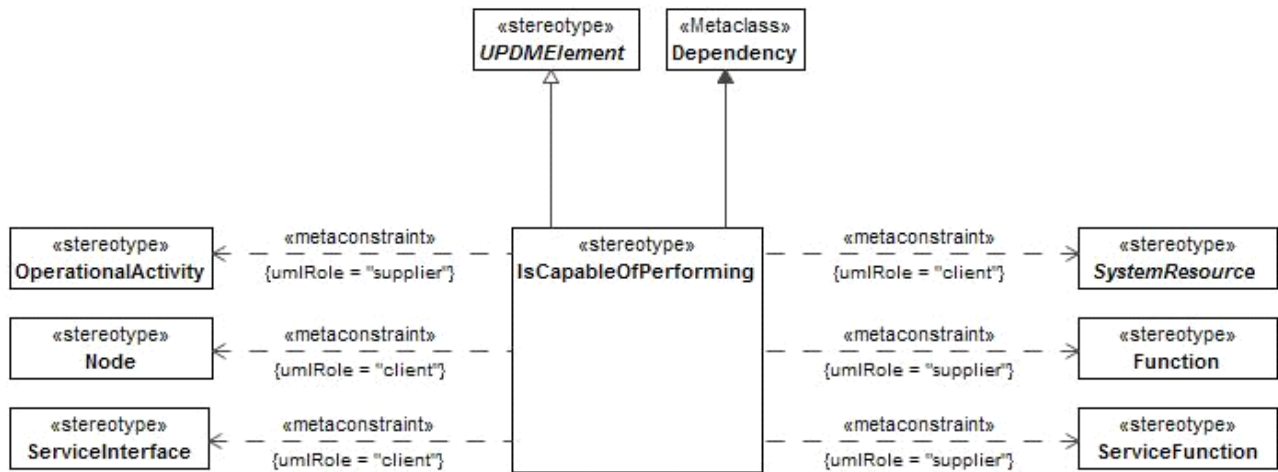 «stereotype»
UPDMElement
«Metaclass»
Dependency
«stereotype»
OperationalActivity
«metaconstraint»
{umlRole = "supplier"}
«stereotype»
IsCapableOfPerforming
«metaconstraint»
{umlRole = "client"}
«stereotype»
SystemResource
«stereotype»
Node
«metaconstraint»
{umlRole = "client"}
«metaconstraint»
{umlRole = "supplier"}
«stereotype»
Function
«stereotype»
ServiceInterface
«metaconstraint»
{umlRole = "client"}
«metaconstraint»
{umlRole = "supplier"}
«stereotype»
ServiceFunction